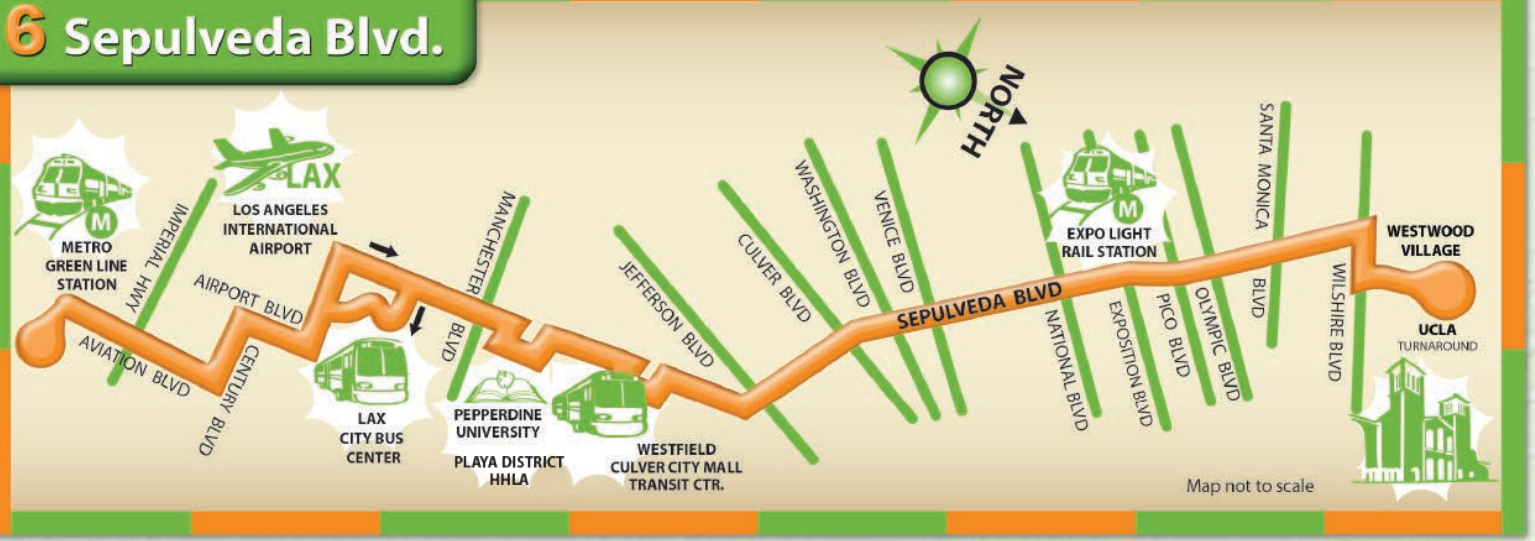 6 Sepulveda Blvd.
NORTH
METRO
GREEN LINE
STATION
M
IMPERIAL HWY
LAX
LOS ANGELES
INTERNATIONAL
AIRPORT
AVIATION BLVD
CENTURY BLVD
AIRPORT BLVD
LAX
CITY BUS
CENTER
MANCHESTER BLVD
PEPPERDINE
UNIVERSITY
PLAYA DISTRICT
HHLA
WESTFIELD
CULVER CITY MALL
TRANSIT CTR.
JEFFERSON BLVD
CULVER BLVD
WASHINGTON BLVD
VENICE BLVD
SEPULVEDA BLVD
NATIONAL BLVD
M
EXPO LIGHT
RAIL STATION
EXPOSITION BLVD
PICO BLVD
OLYMPIC BLVD
SANTA MONICA BLVD
WILSHIRE BLVD
WESTWOOD
VILLAGE
UCLA
TURNAROUND
Map not to scale